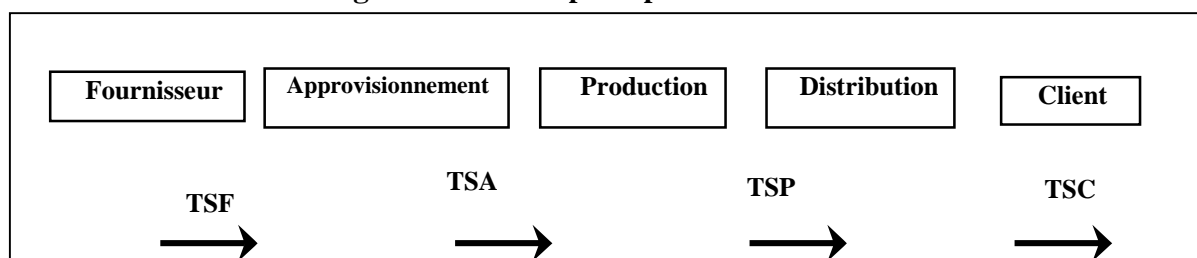 Fournisseur Approvisionnement Production Distribution Client
TSF TSA TSP TSC